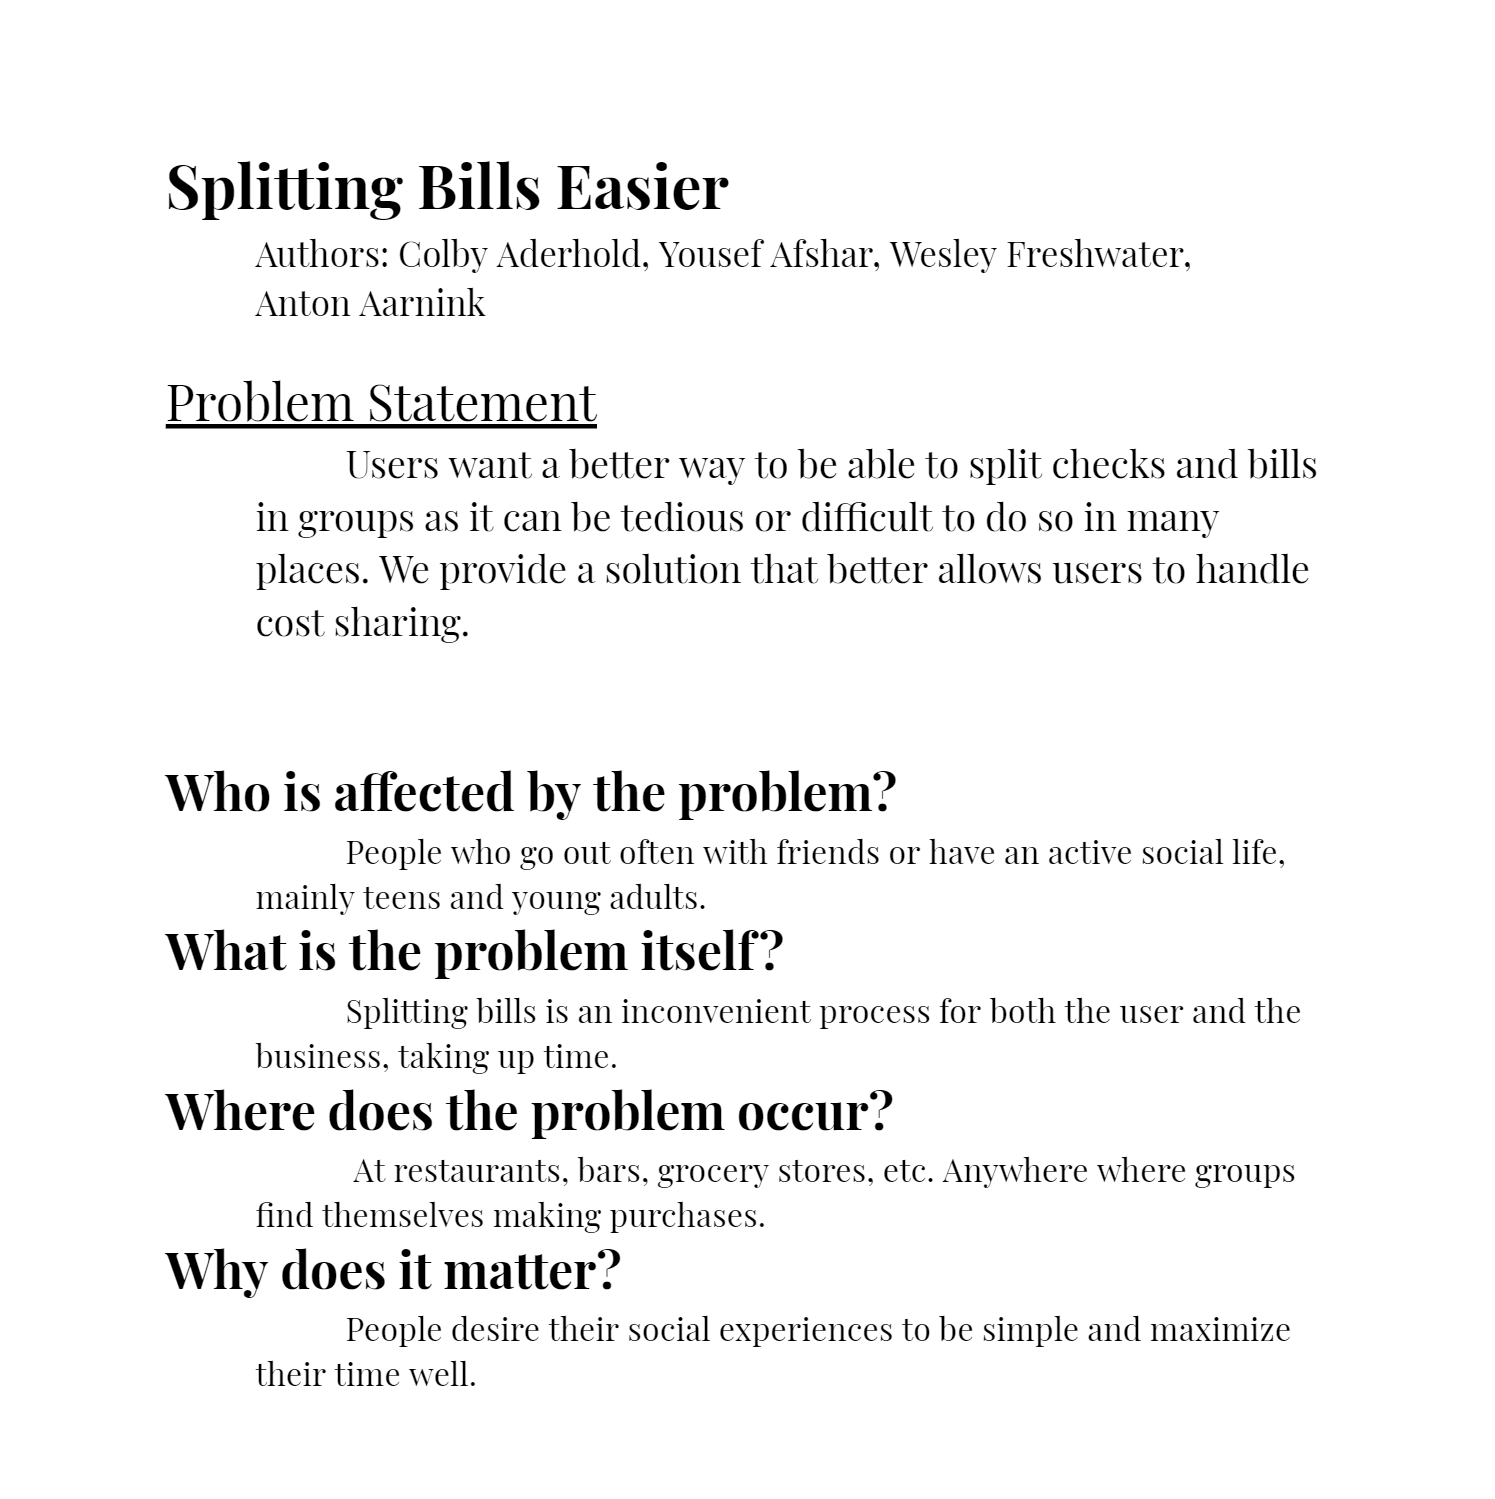 Splitting Bills Easier
Authors: Colby Aderhold, Yousef Afshar, Wesley Freshwater,
Anton Aarnink
Problem Statement
Users want a better way to be able to split checks and bills
in groups as it can be tedious or difficult to do so in many
places. We provide a solution that better allows users to handle
cost sharing.
Who is affected by the problem?
People who go out often with friends or have an active social life,
mainly teens and young adults.
What is the problem itself?
Splitting bills is an inconvenient process for both the user and the
business, taking up time.
Where does the problem occur?
At restaurants, bars, grocery stores, etc. Anywhere where groups
find themselves making purchases.
Why does it matter?
People desire their social experiences to be simple and maximize
their time well.